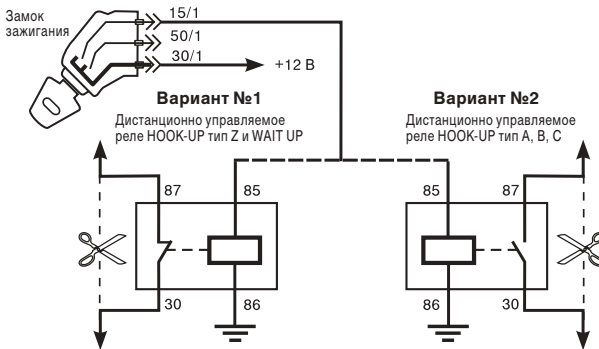 Замок
зажигания
15/1
50/1
30/1
+12 В
Вариант №1
Дистанционно управляемое
реле HOOK-UP тип Z и WAIT UP
Вариант №2
Дистанционно управляемое
реле HOOK-UP тип A, B, C
87
85
85
87
30
86
86
30